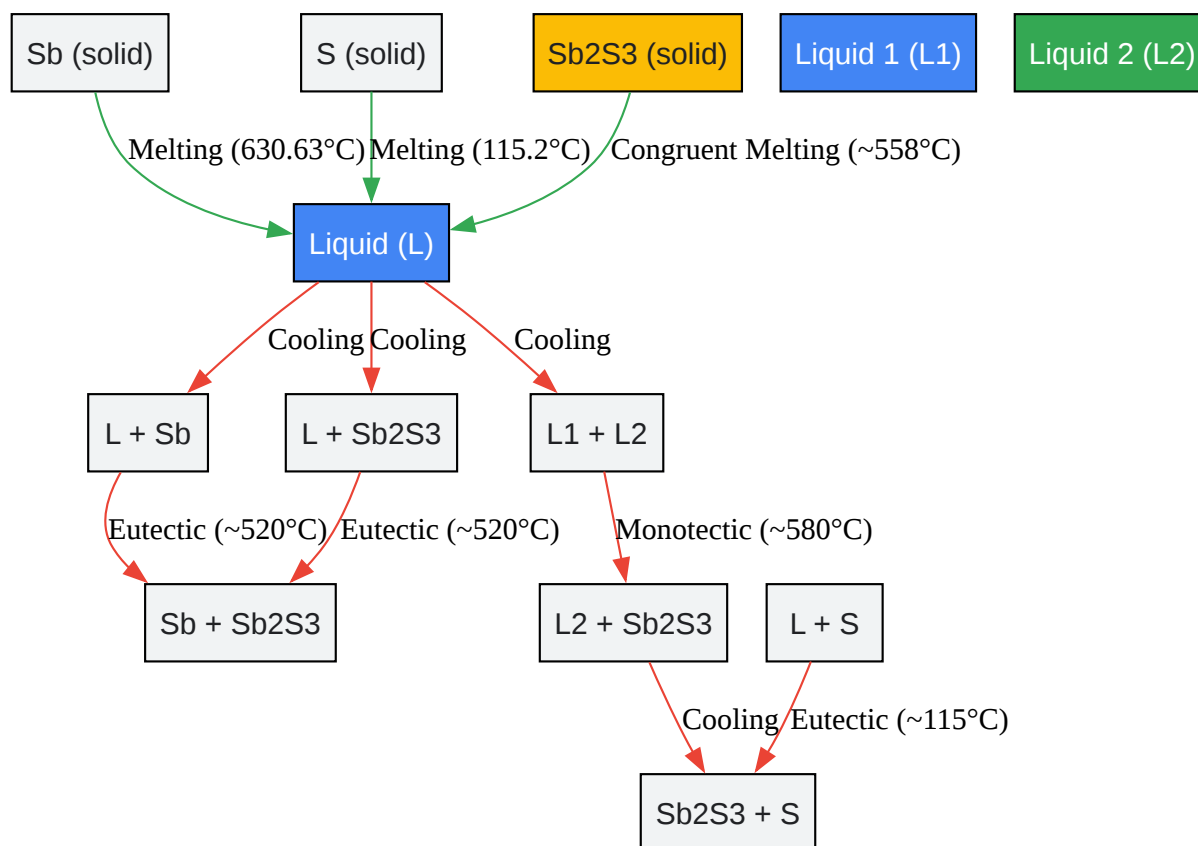 Sb (solid)
S (solid)
Sb2S3 (solid)
Liquid 1 (L1)
Liquid 2 (L2)
Melting (630.63°C)
Melting (115.2°C)
Congruent Melting (~558°C)
Liquid (L)
Cooling
Cooling
Cooling
L + Sb
L + Sb2S3
L1 + L2
Eutectic (~520°C)
Eutectic (~520°C)
Monotectic (~580°C)
Sb + Sb2S3
L2 + Sb2S3
L + S
Cooling
Eutectic (~115°C)
Sb2S3 + S